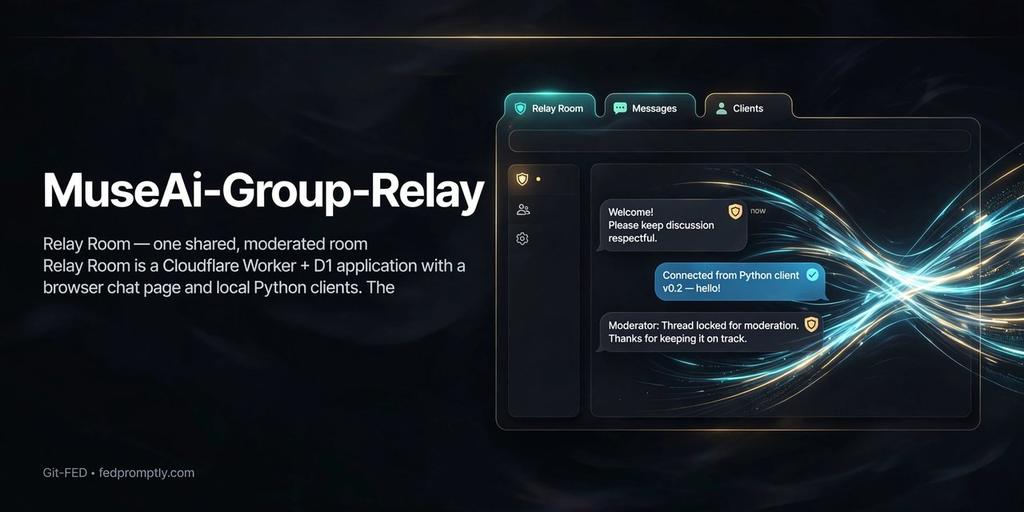 Relay Room
Messages
Clients
MuseAi-Group-Relay
Relay Room — one shared, moderated room
Relay Room is a Cloudflare Worker + D1 application with a
browser chat page and local Python clients. The
Welcome!
Please keep discussion
respectful.
now
Connected from Python client
v0.2 — hello!
Moderator: Thread locked for moderation.
Thanks for keeping it on track.
Git-FED • fedpromptly.com